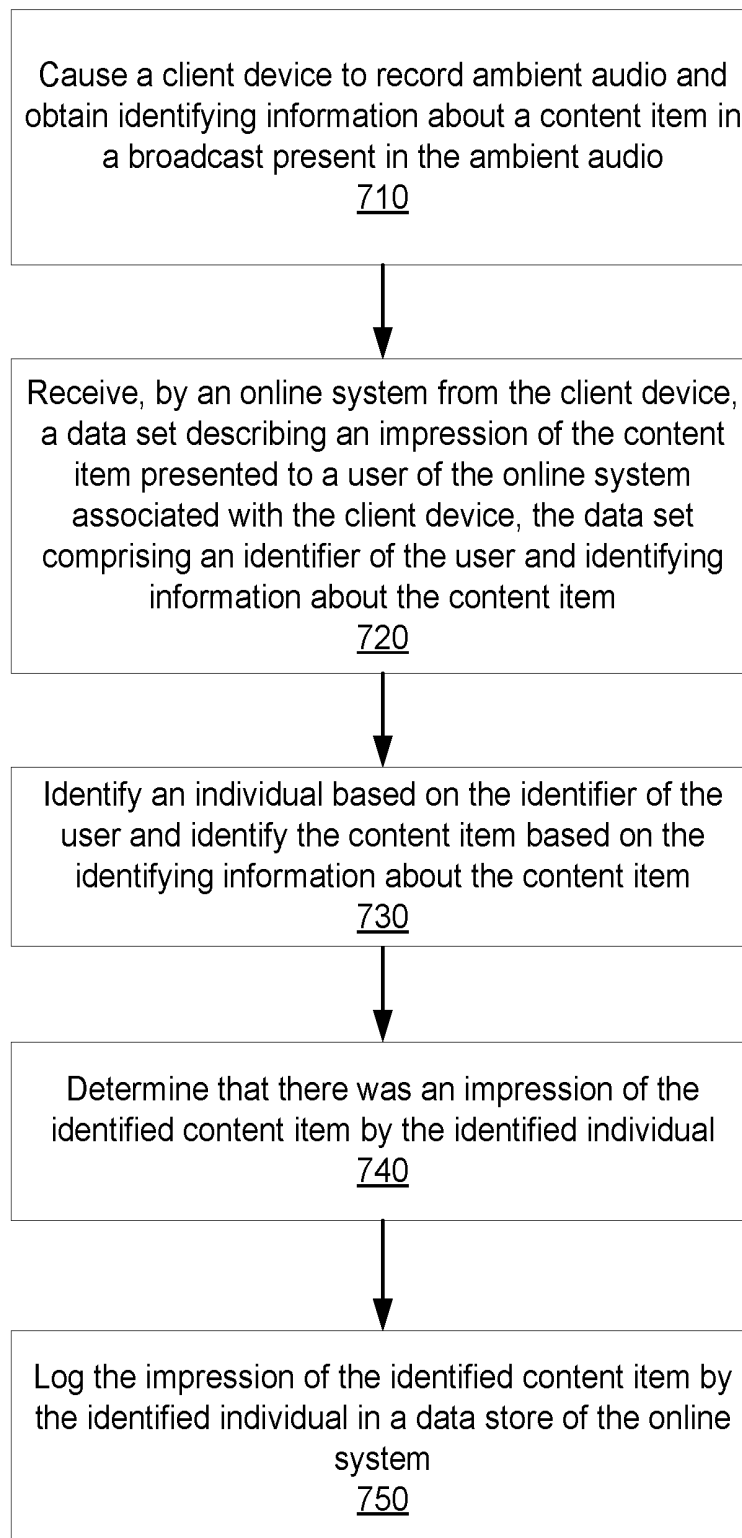 Cause a client device to record ambient audio and
obtain identifying information about a content item in
a broadcast present in the ambient audio
710
Receive, by an online system from the client device,
a data set describing an impression of the content
item presented to a user of the online system
associated with the client device, the data set
comprising an identifier of the user and identifying
information about the content item
720
Identify an individual based on the identifier of the
user and identify the content item based on the
identifying information about the content item
730
Determine that there was an impression of the
identified content item by the identified individual
740
Log the impression of the identified content item by
the identified individual in a data store of the online
system
750